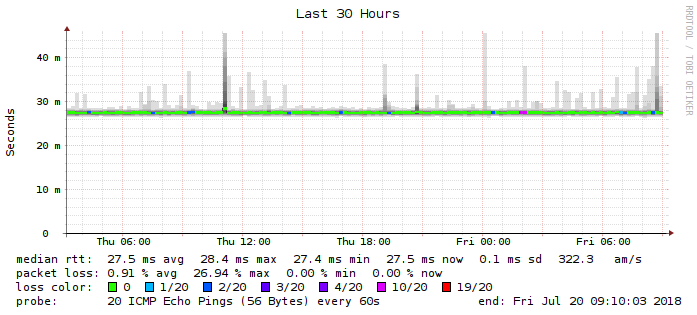 Last 30 Hours
RRDTOOL / TOBI OETIKER
Seconds
40 m
30 m
20 m
10 m
0
Thu 06:00 Thu 12:00 Thu 18:00 Fri 00:00 Fri 06:00
median rtt: 27.5 ms avg 28.4 ms max 27.4 ms min 27.5 ms now 0.1 ms sd 322.3 am/s
packet loss: 0.91 % avg 26.94 % max 0.00 % min 0.00 % now
loss color: 0 1/20 2/20 3/20 4/20 10/20 19/20
probe: 20 ICMP Echo Pings (56 Bytes) every 60s end: Fri Jul 20 09:10:03 2018